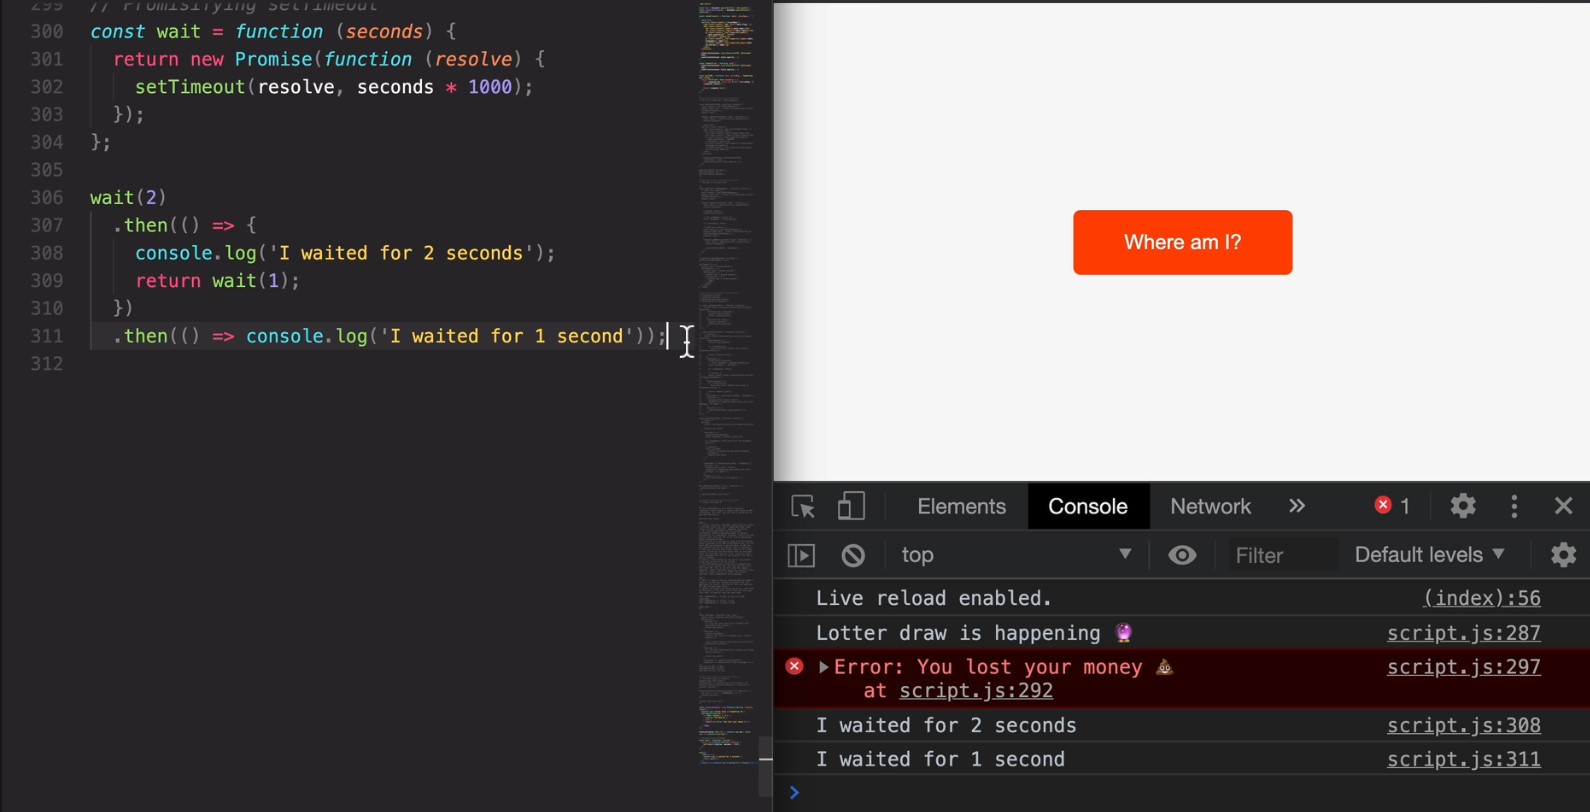 299 // Promisifying setTimeout
300 const wait = function (seconds) {
301 return new Promise(function (resolve) {
302 setTimeout(resolve, seconds * 1000);
303 });
304 };
305
306 wait(2)
307 .then(() => {
308 console.log('I waited for 2 seconds');
309 return wait(1);
310 })
311 .then(() => console.log('I waited for 1 second'));
312
Where am I?
Elements Console Network » 1
top Filter Default levels
Live reload enabled. (index):56
Lotter draw is happening 🔮 script.js:287
Error: You lost your money 💩 script.js:297
at script.js:292
I waited for 2 seconds script.js:308
I waited for 1 second script.js:311